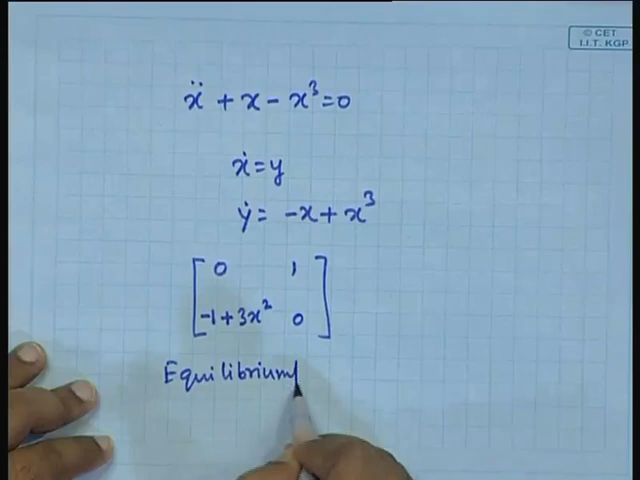 © CET
I.I.T. KGP
ẍ + x - x³ = 0
ẋ = y
ẏ = -x + x³
[ 0 1
-1 + 3x² 0 ]
Equilibrium